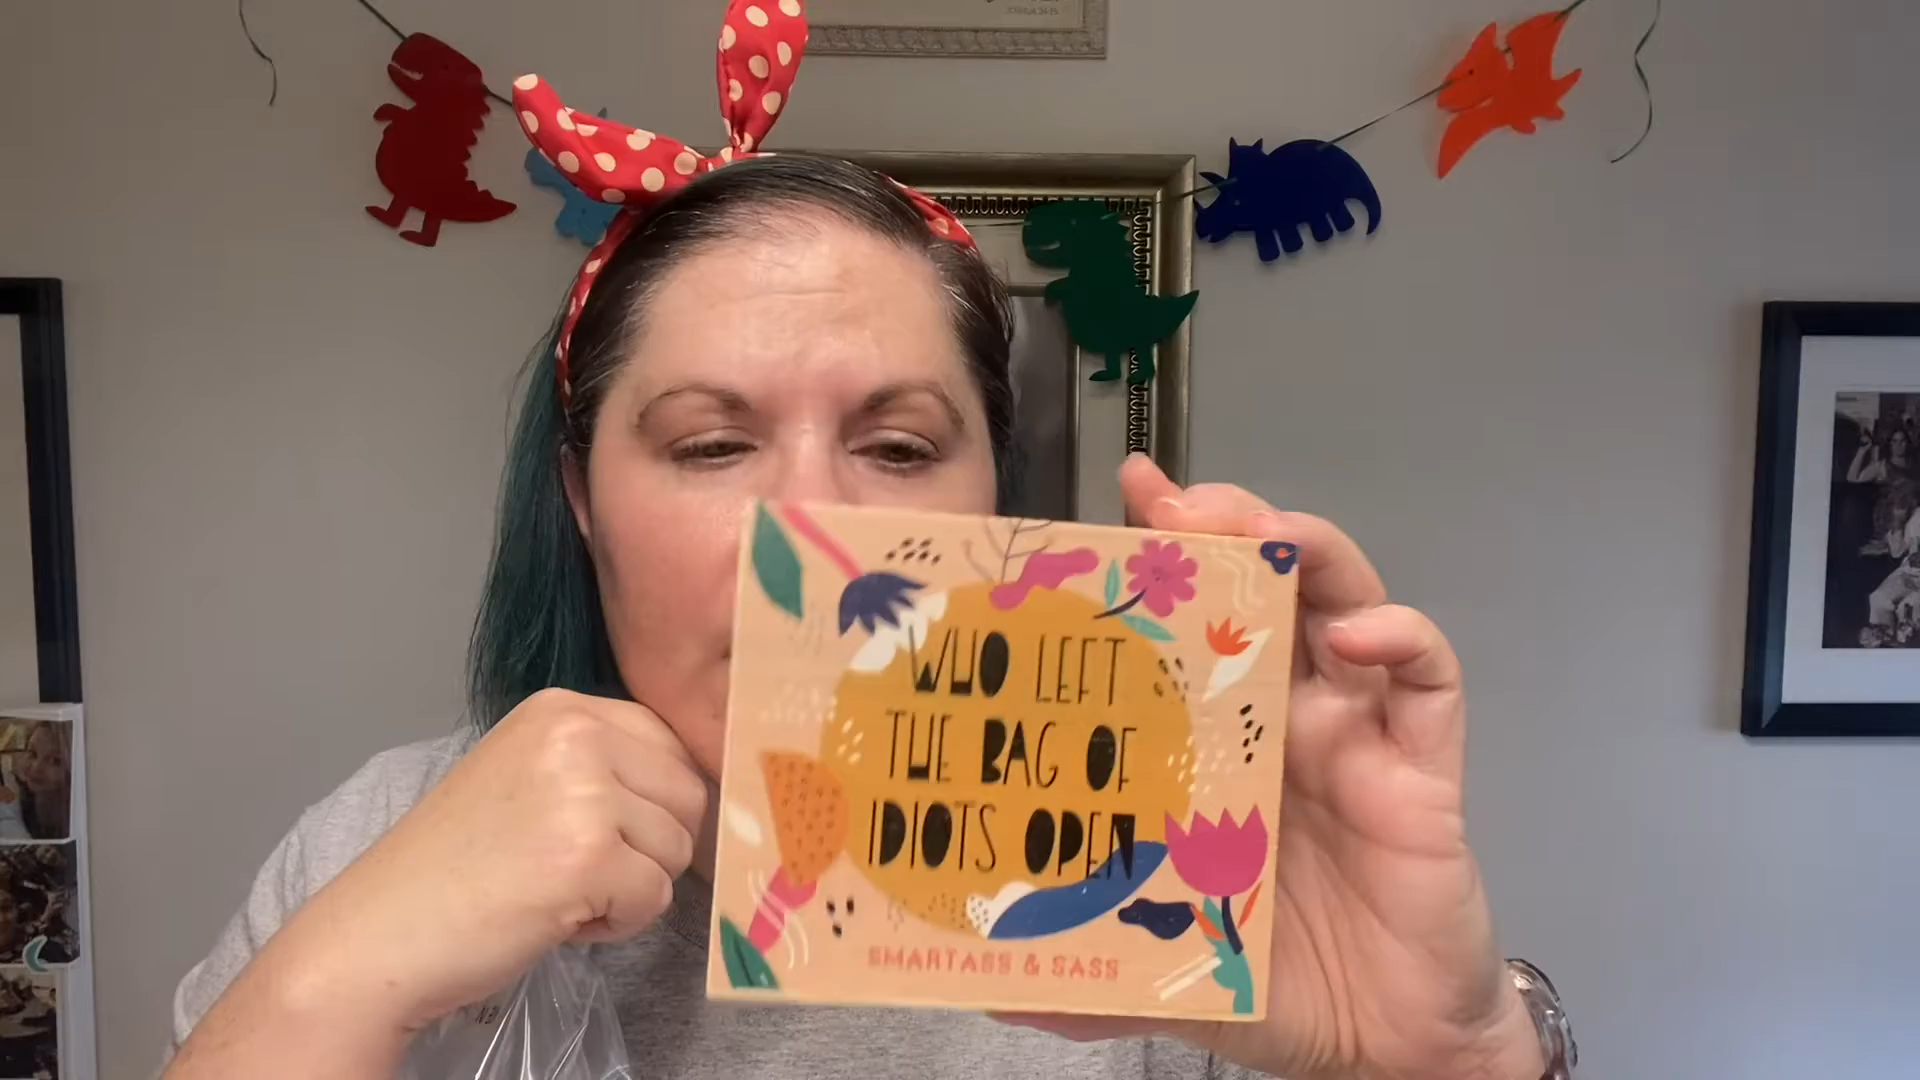 WHO LEFT
THE BAG OF
IDIOTS OPEN
SMARTASS & SASS